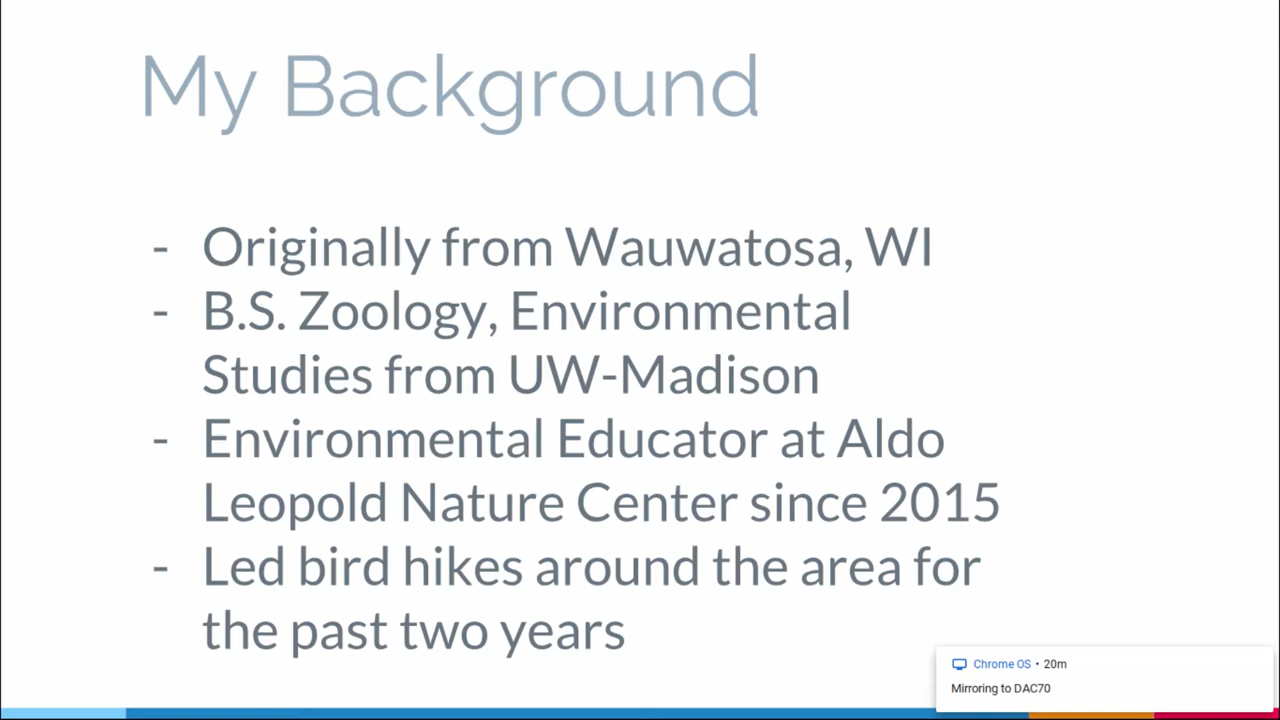 My Background
- Originally from Wauwatosa, WI
- B.S. Zoology, Environmental
Studies from UW-Madison
- Environmental Educator at Aldo
Leopold Nature Center since 2015
- Led bird hikes around the area for
the past two years
Chrome OS • 20m
Mirroring to DAC70